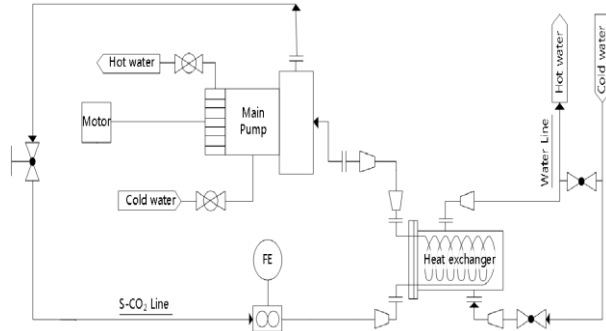 Hot water
Motor
Main
Pump
Cold water
Hot water
Cold water
Water Line
Heat exchanger
FE
S-CO₂ Line